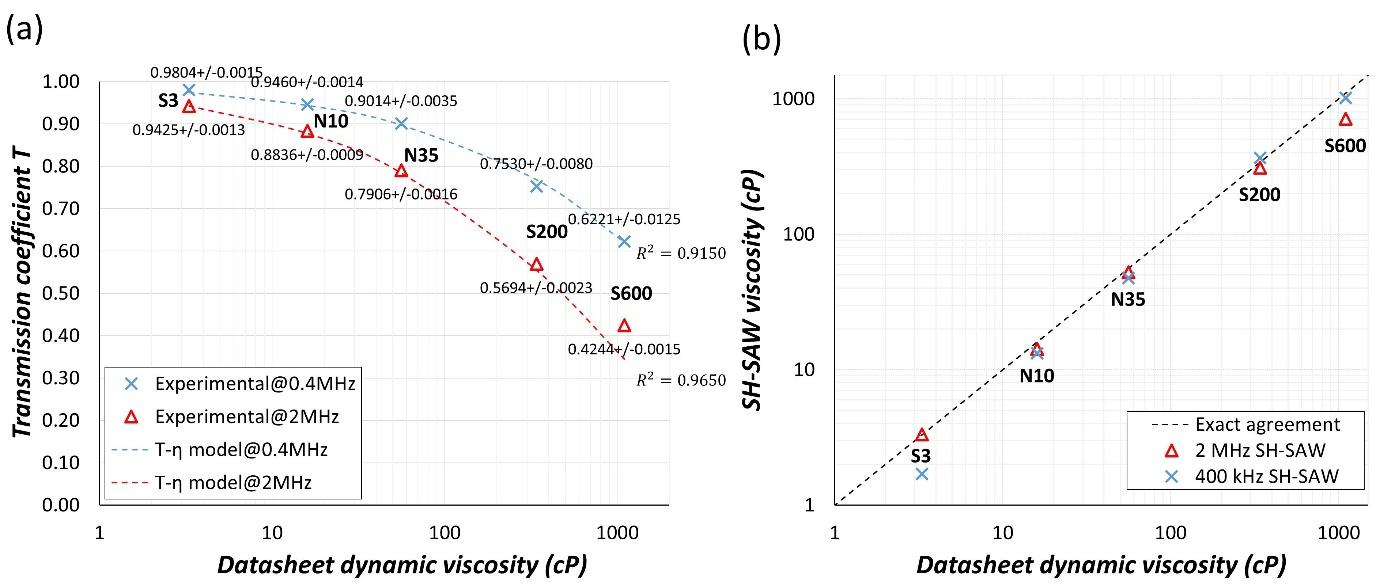 (a)
Transmission coefficient T
1.00
0.90
0.80
0.70
0.60
0.50
0.40
0.30
0.20
0.10
0.00
0.9804+/-0.0015
0.9460+/-0.0014
0.9014+/-0.0035
S3
N10
0.9425+/-0.0013
0.8836+/-0.0009
N35
0.7530+/-0.0080
0.7906+/-0.0016
0.6221+/-0.0125
S200
R² = 0.9150
0.5694+/-0.0023
S600
0.4244+/-0.0015
R² = 0.9650
Experimental@0.4MHz
Experimental@2MHz
T-η model@0.4MHz
T-η model@2MHz
1 10 100 1000
Datasheet dynamic viscosity (cP)
(b)
SH-SAW viscosity (cP)
1000
100
10
1
S600
S200
N35
N10
S3
Exact agreement
2 MHz SH-SAW
400 kHz SH-SAW
1 10 100 1000
Datasheet dynamic viscosity (cP)